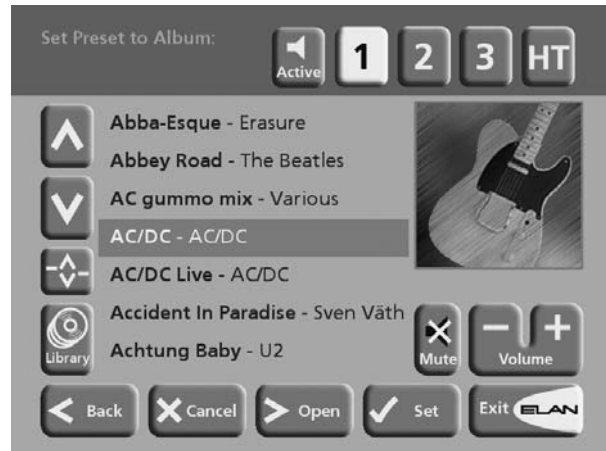 Set Preset to Album:
Active
1
2
3
HT
Abba-Esque - Erasure
Abbey Road - The Beatles
AC gummo mix - Various
AC/DC - AC/DC
AC/DC Live - AC/DC
Accident In Paradise - Sven Väth
Achtung Baby - U2
Library
Mute
Volume
Back
Cancel
Open
Set
Exit ELAN